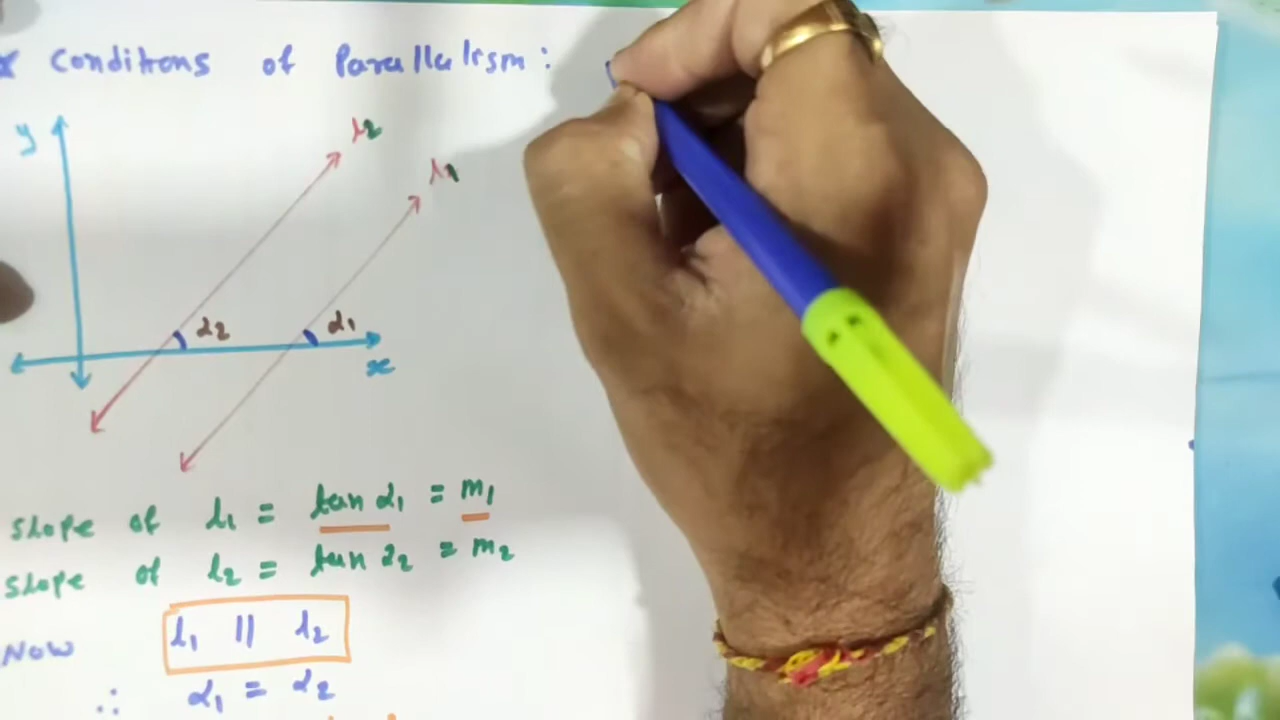 Conditions of Parallelism:
y
l2
l1
α2
α1
x
Slope of l1 = tan α1 = m1
Slope of l2 = tan α2 = m2
Now l1 || l2
∴ α1 = α2